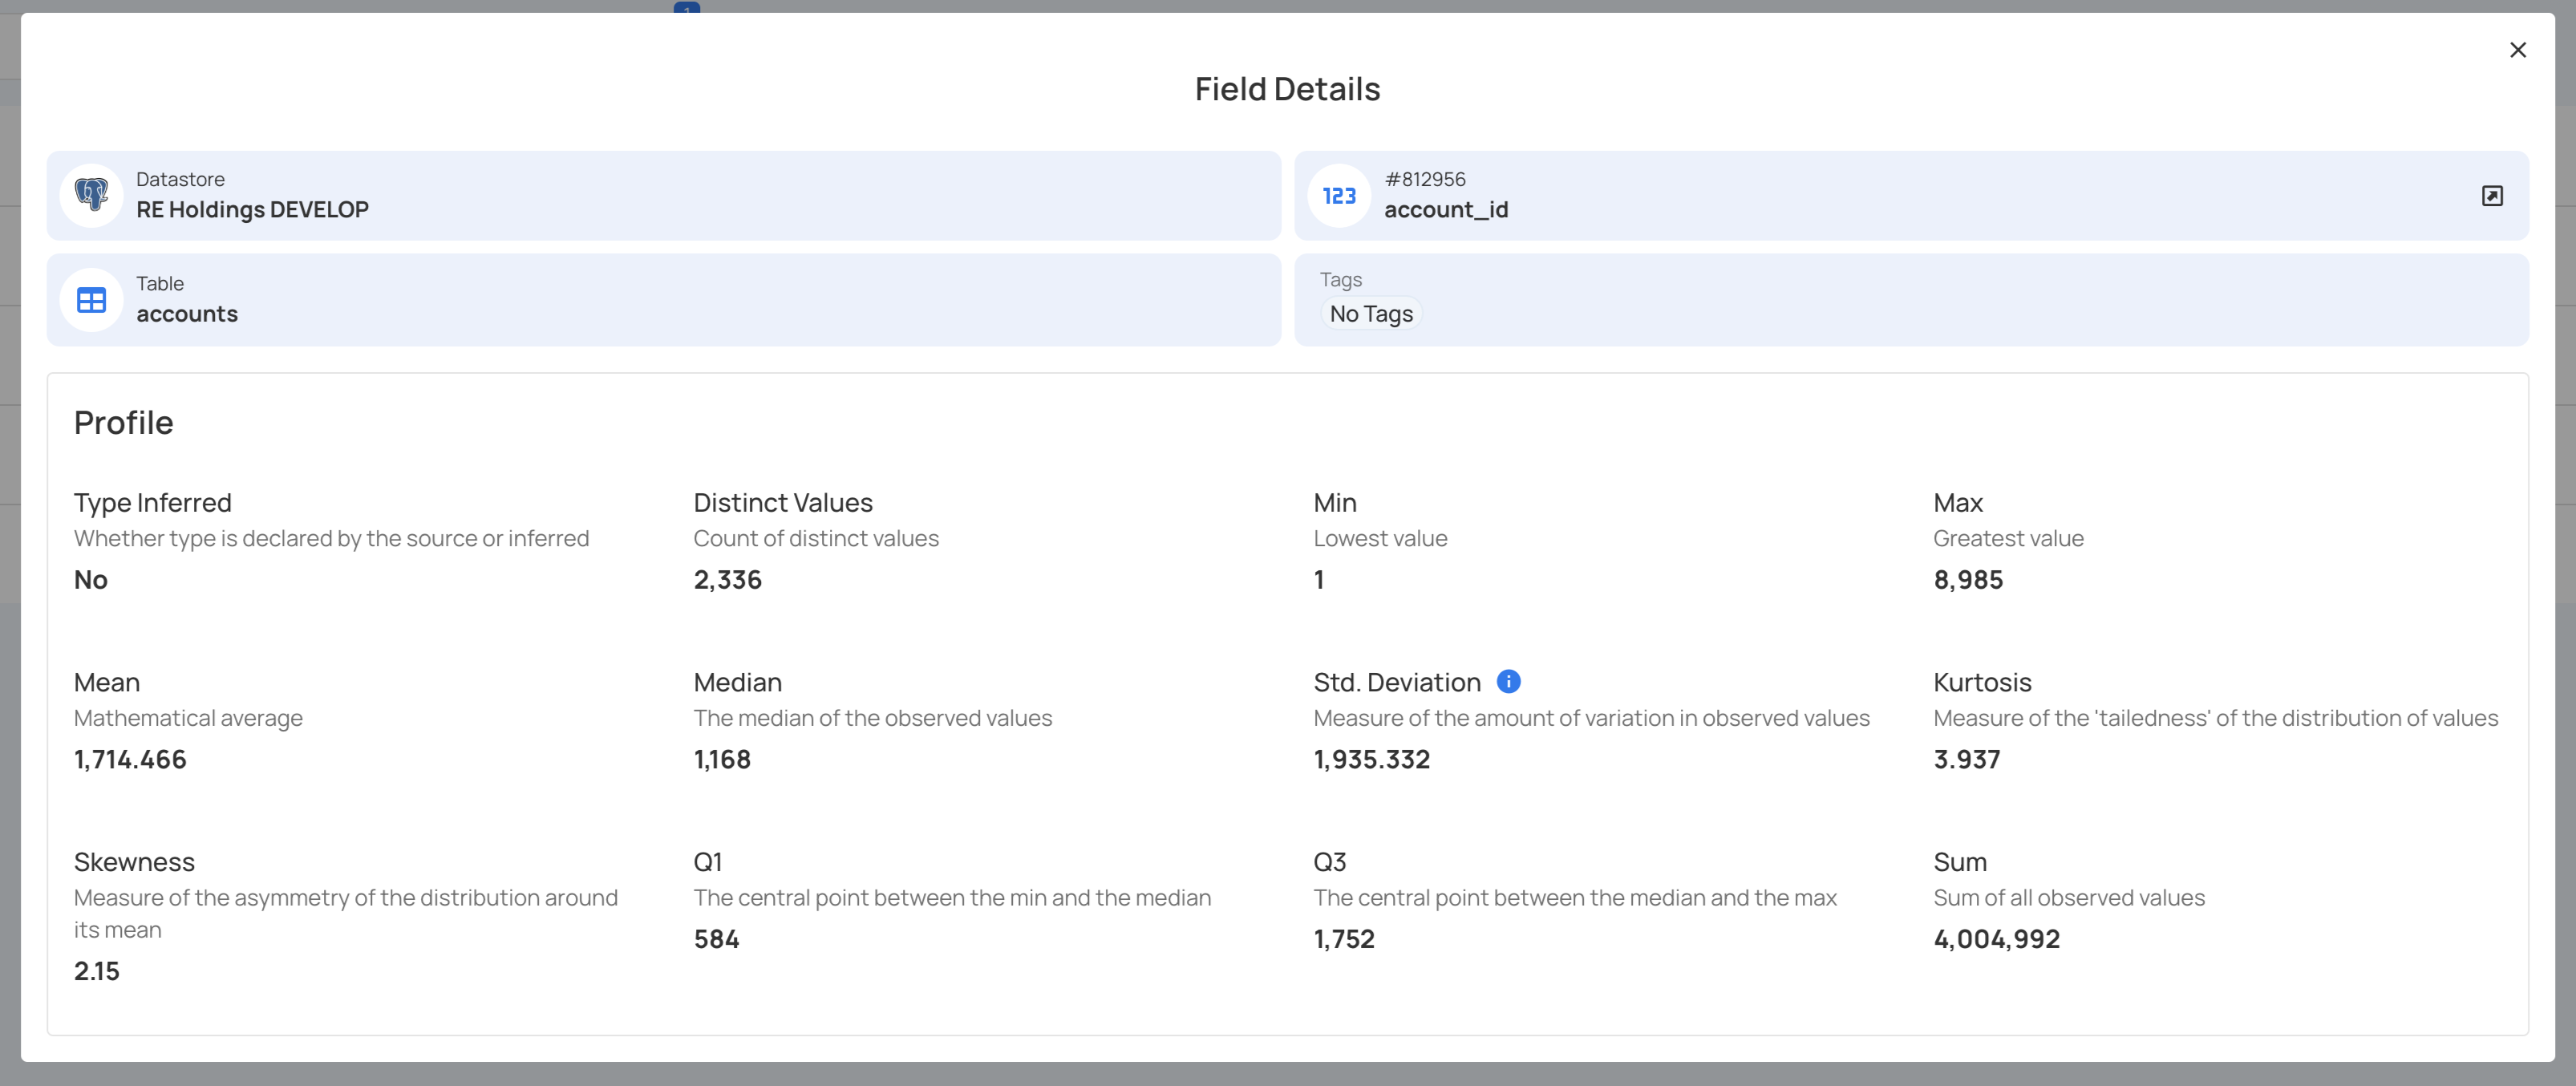 1
Field Details
Datastore
RE Holdings DEVELOP
123
#812956
account_id
Table
accounts
Tags
No Tags
Profile
Type Inferred
Whether type is declared by the source or inferred
No
Distinct Values
Count of distinct values
2,336
Min
Lowest value
1
Max
Greatest value
8,985
Mean
Mathematical average
1,714.466
Median
The median of the observed values
1,168
Std. Deviation
Measure of the amount of variation in observed values
1,935.332
Kurtosis
Measure of the 'tailedness' of the distribution of values
3.937
Skewness
Measure of the asymmetry of the distribution around
its mean
2.15
Q1
The central point between the min and the median
584
Q3
The central point between the median and the max
1,752
Sum
Sum of all observed values
4,004,992